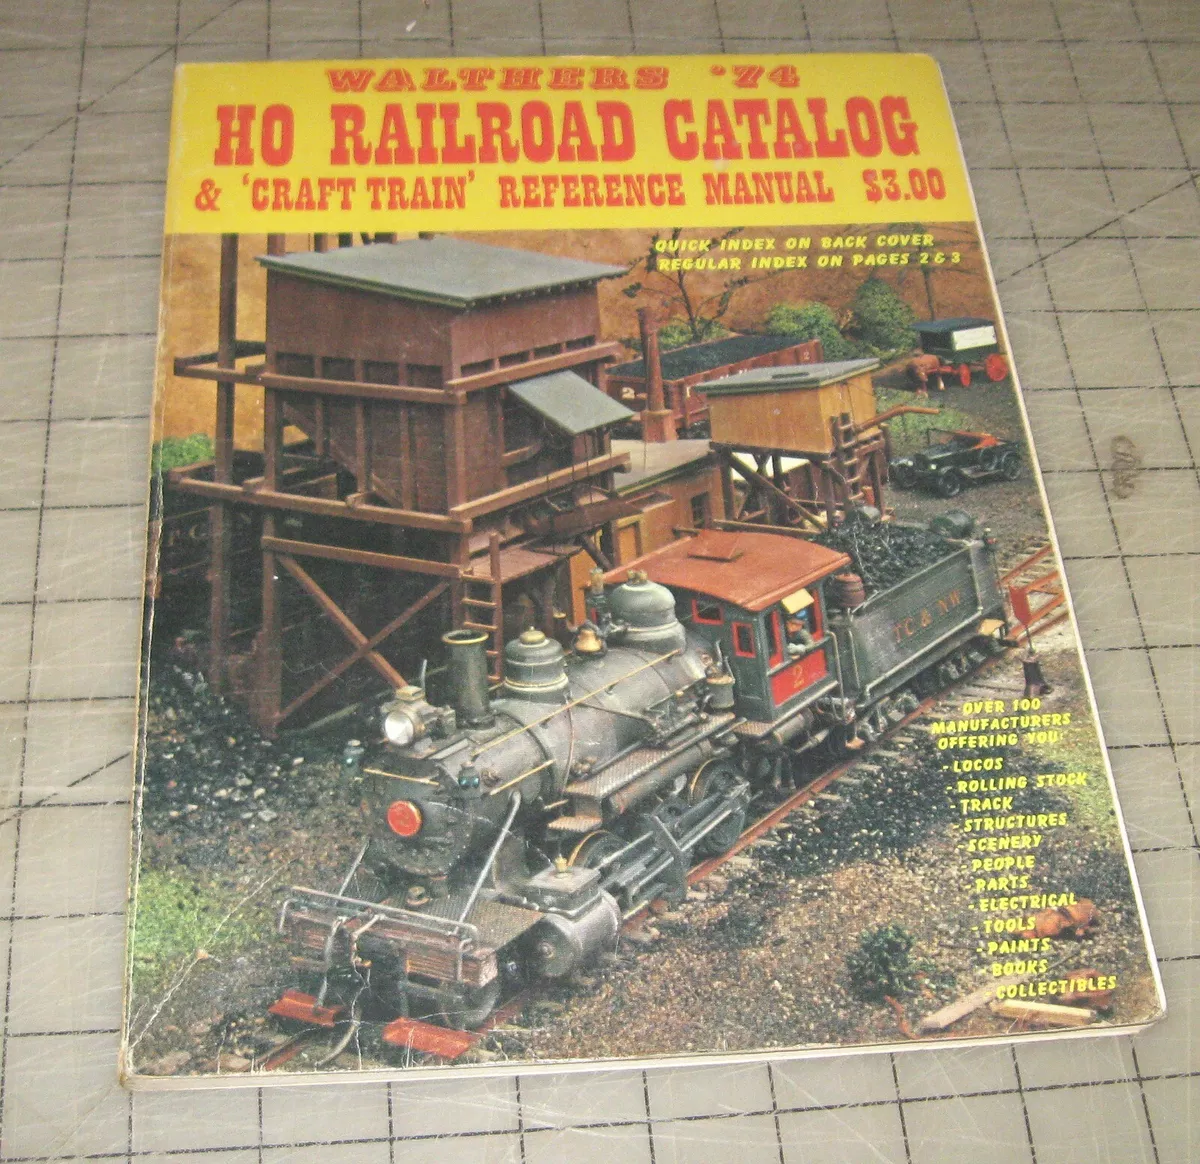 WALTHERS '74
HO RAILROAD CATALOG
& 'CRAFT TRAIN' REFERENCE MANUAL $3.00
QUICK INDEX ON BACK COVER
REGULAR INDEX ON PAGES 2 & 3
2
TC & NW
2
OVER 100
MANUFACTURERS
OFFERING YOU:
- LOCOS
- ROLLING STOCK
- TRACK
- STRUCTURES
- SCENERY
- PEOPLE
- PARTS
- ELECTRICAL
- TOOLS
- PAINTS
- BOOKS
- COLLECTIBLES